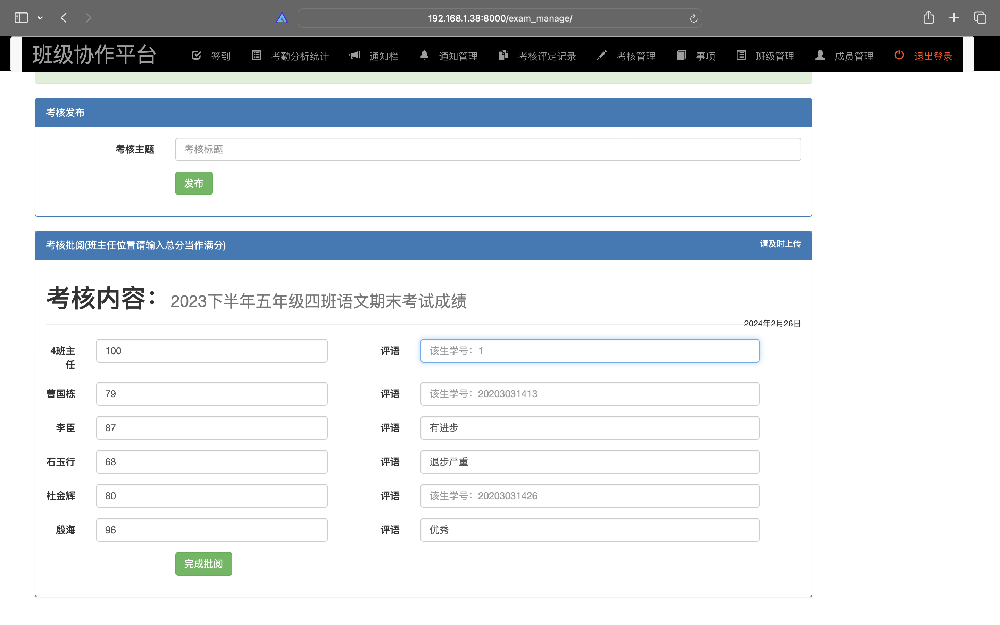 192.168.1.38:8000/exam_manage/
班级协作平台 签到 考勤分析统计 通知栏 通知管理 考核评定记录 考核管理 事项 班级管理 成员管理 退出登录
考核发布
考核主题 考核标题
发布
考核批阅(班主任位置请输入总分当作满分) 请及时上传
考核内容： 2023下半年五年级四班语文期末考试成绩
2024年2月26日
4班主任 100 评语 该生学号：1
曹国栋 79 评语 该生学号：20203031413
李臣 87 评语 有进步
石玉行 68 评语 退步严重
杜金辉 80 评语 该生学号：20203031426
殷海 96 评语 优秀
完成批阅